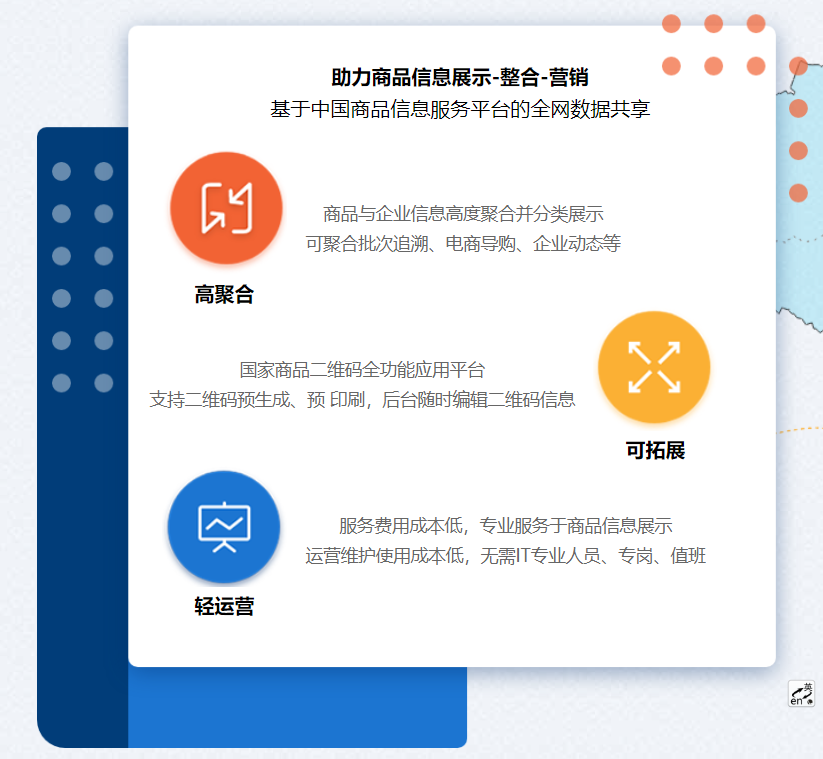 助力商品信息展示-整合-营销
基于中国商品信息服务平台的全网数据共享
商品与企业信息高度聚合并分类展示
可聚合批次追溯、电商导购、企业动态等
高聚合
国家商品二维码全功能应用平台
支持二维码预生成、预 印刷，后台随时编辑二维码信息
可拓展
服务费用成本低，专业服务于商品信息展示
运营维护使用成本低，无需IT专业人员、专岗、值班
轻运营
英
en